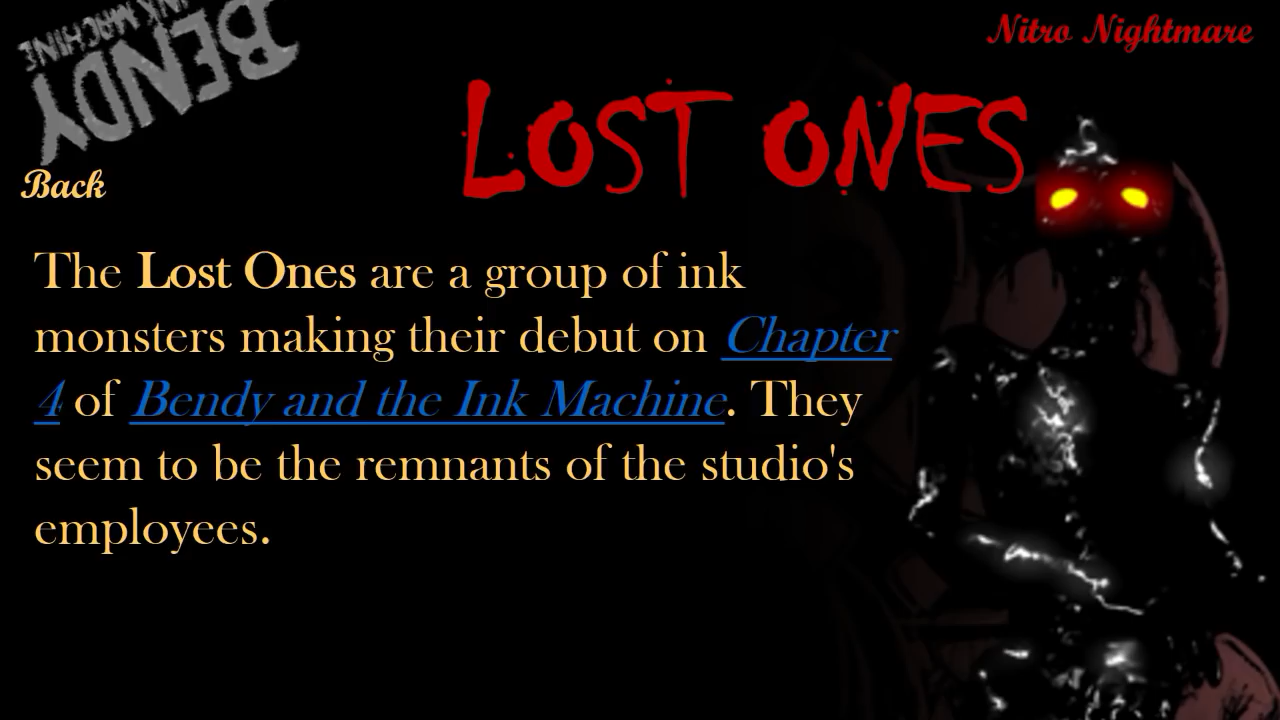 BENDY
INK MACHINE
Nitro Nightmare
LOST ONES
Back
The Lost Ones are a group of ink
monsters making their debut on Chapter
4 of Bendy and the Ink Machine. They
seem to be the remnants of the studio's
employees.